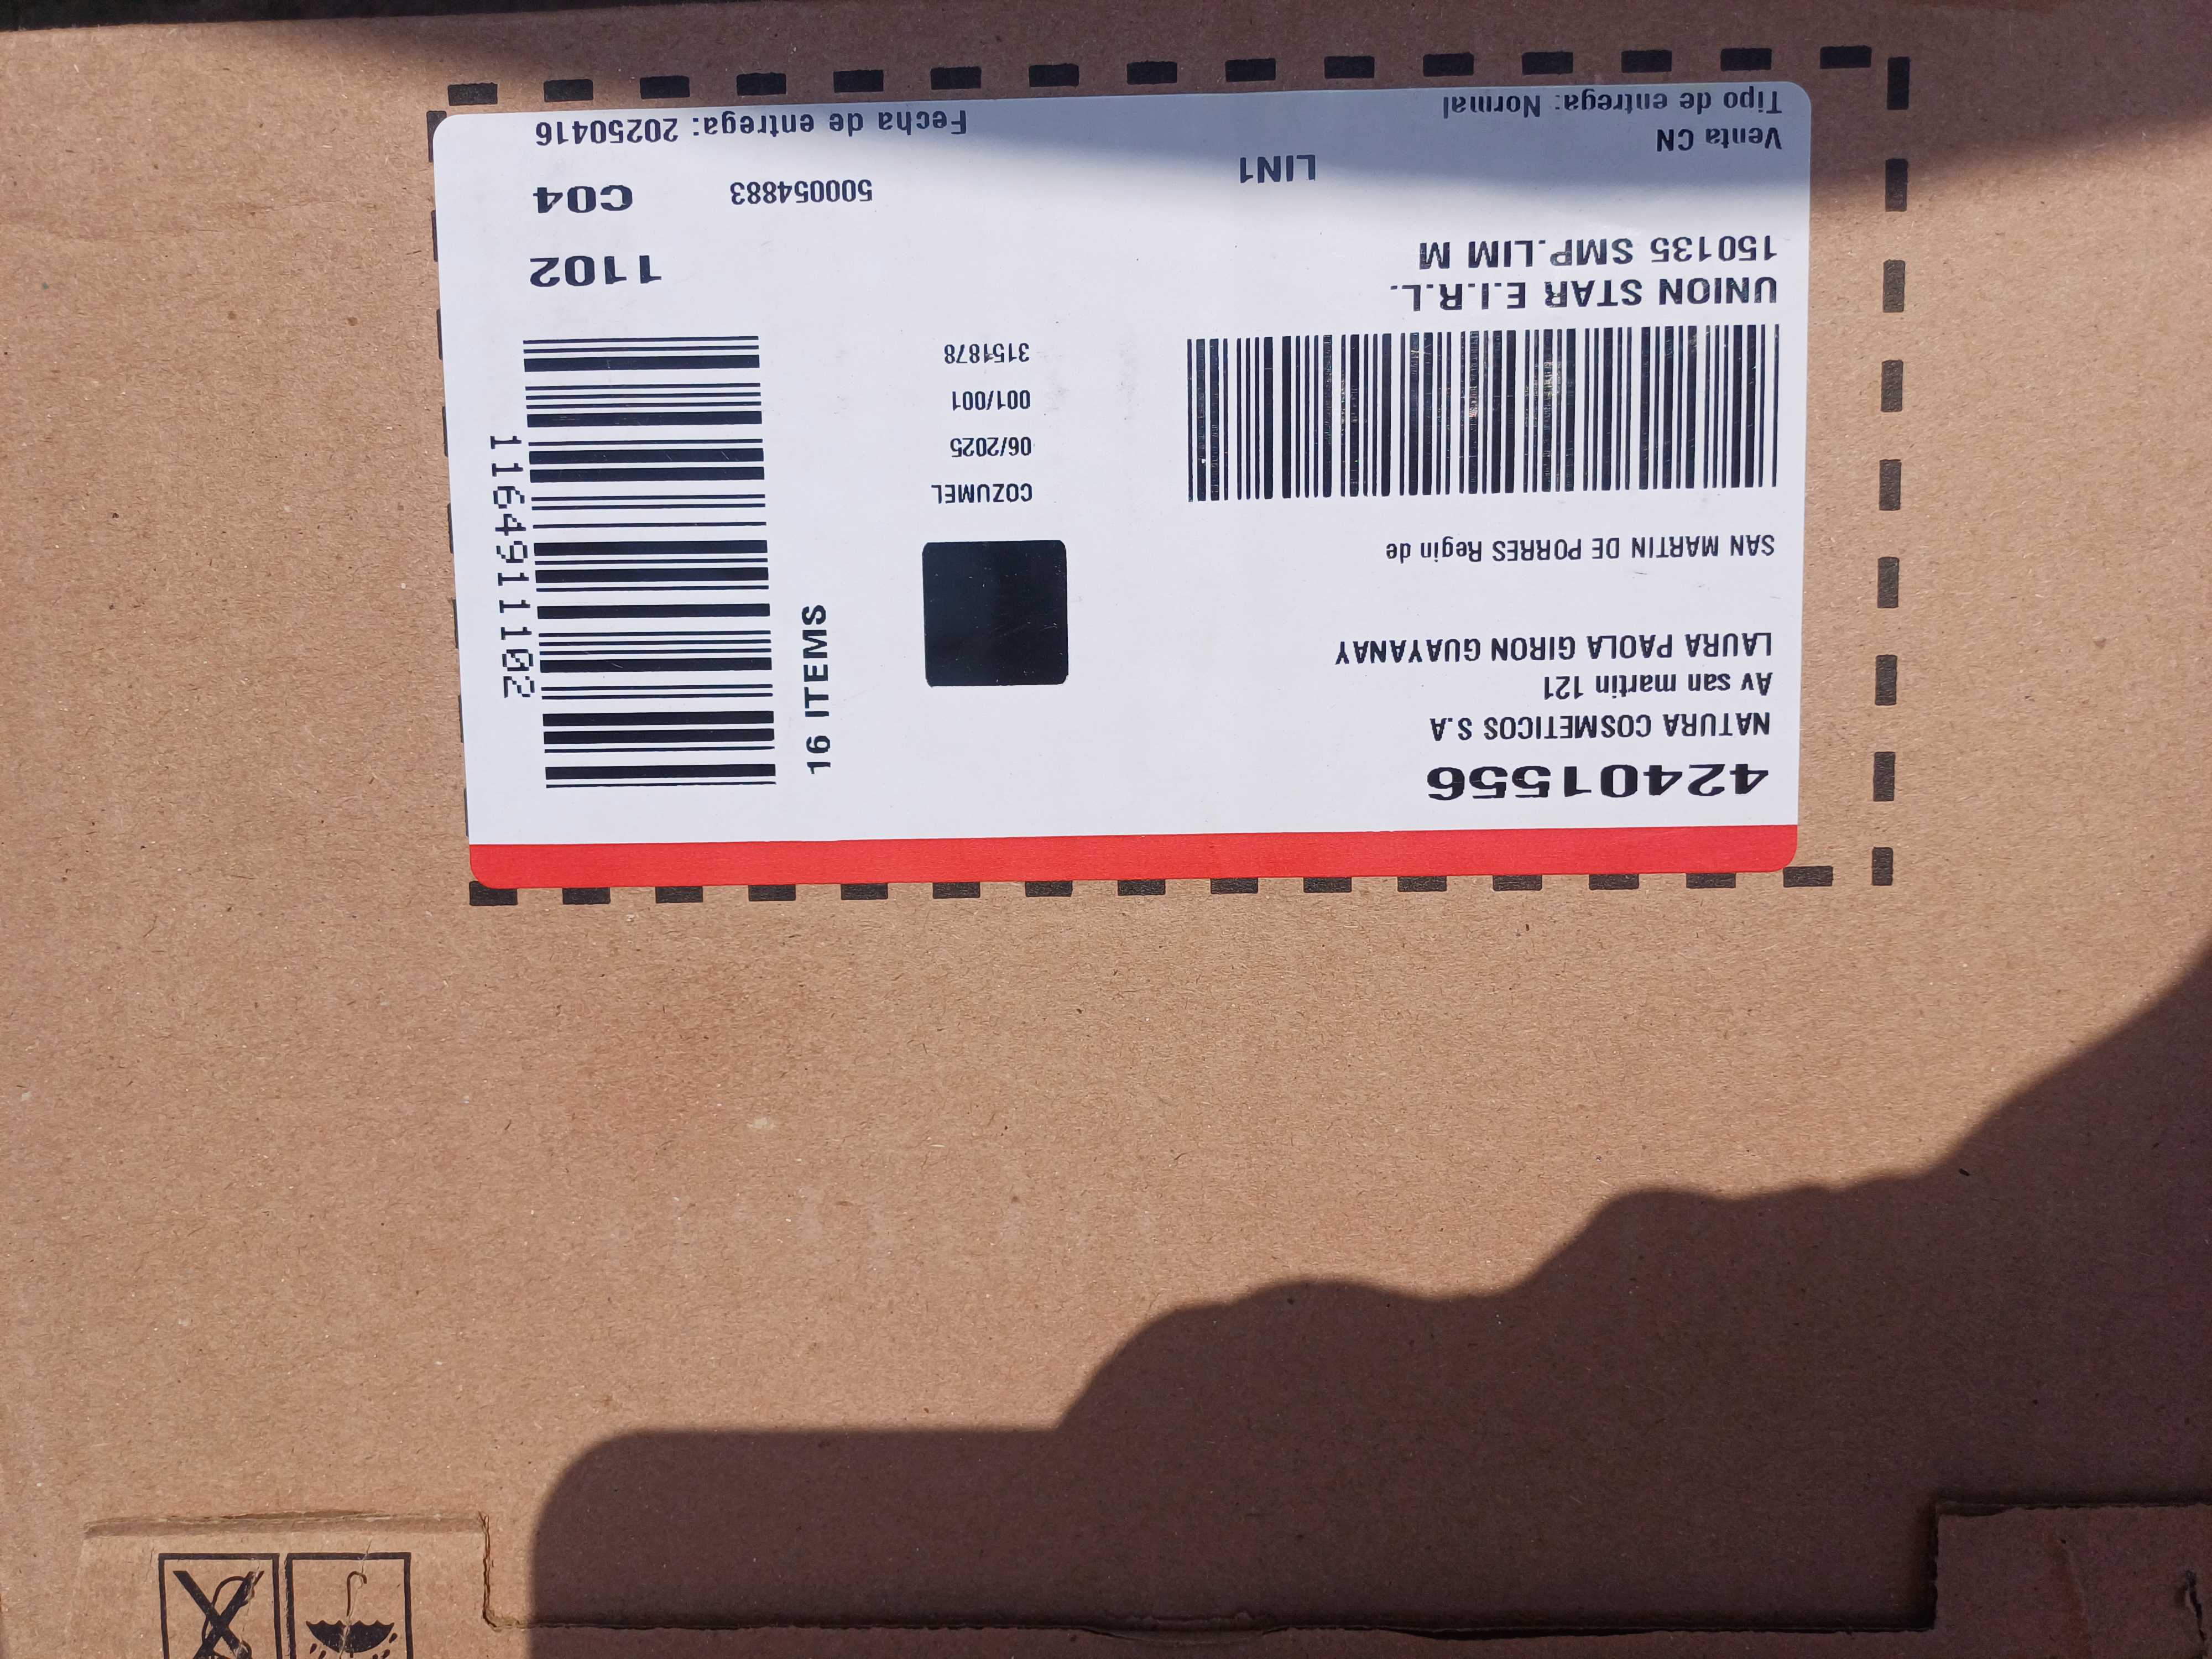 42401556
NATURA COSMETICOS S.A
Av san martin 121
LAURA PAOLA GIRON GUAYANAY
SAN MARTIN DE PORRES Regin de
UNION STAR E.I.R.L.
150135 SMP.LIM M
LIN1
Venta CN
Tipo de entrega: Normal
COZUMEL
06/2025
001/001
3151878
16 ITEMS
1164911102
1102
500054883
C04
Fecha de entrega: 20250416